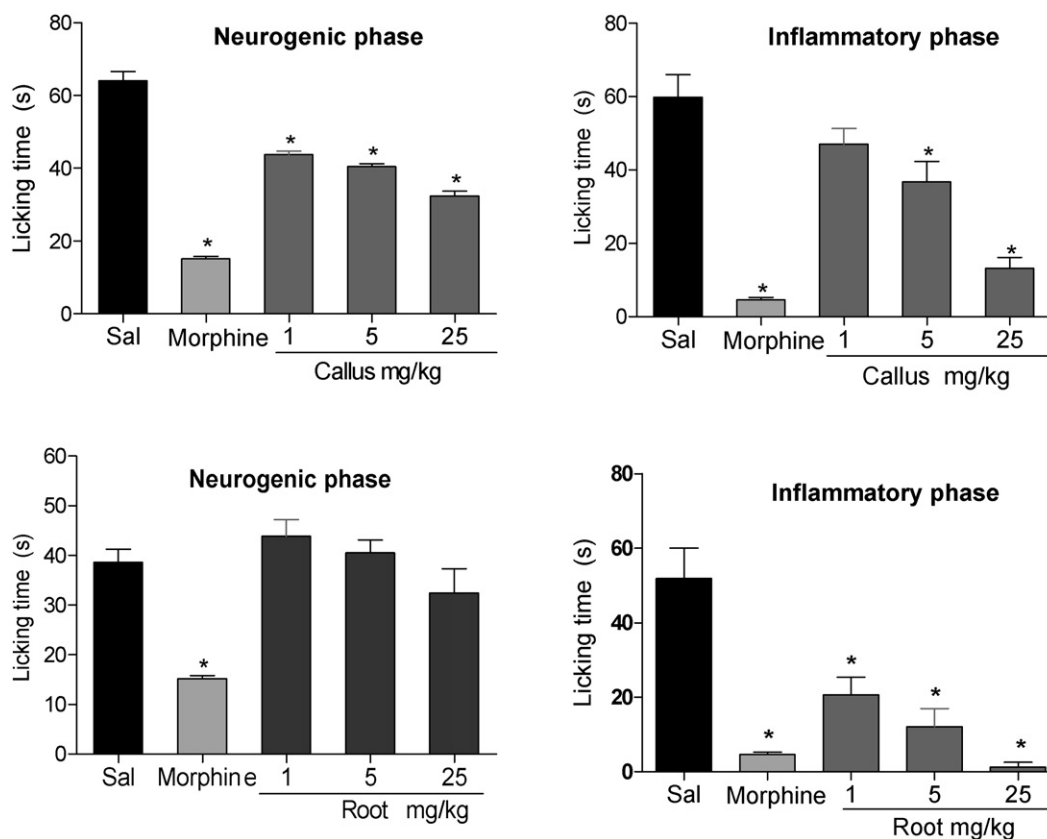 Neurogenic phase
Licking time (s)
80
60
40
20
0
*
*
*
*
Sal Morphine 1 5 25
Callus mg/kg
Inflammatory phase
Licking time (s)
80
60
40
20
0
*
*
*
Sal Morphine 1 5 25
Callus mg/kg
Neurogenic phase
Licking time (s)
60
50
40
30
20
10
0
*
Sal Morphine 1 5 25
Root mg/kg
Inflammatory phase
Licking time (s)
80
60
40
20
0
*
*
*
*
Sal Morphine 1 5 25
Root mg/kg